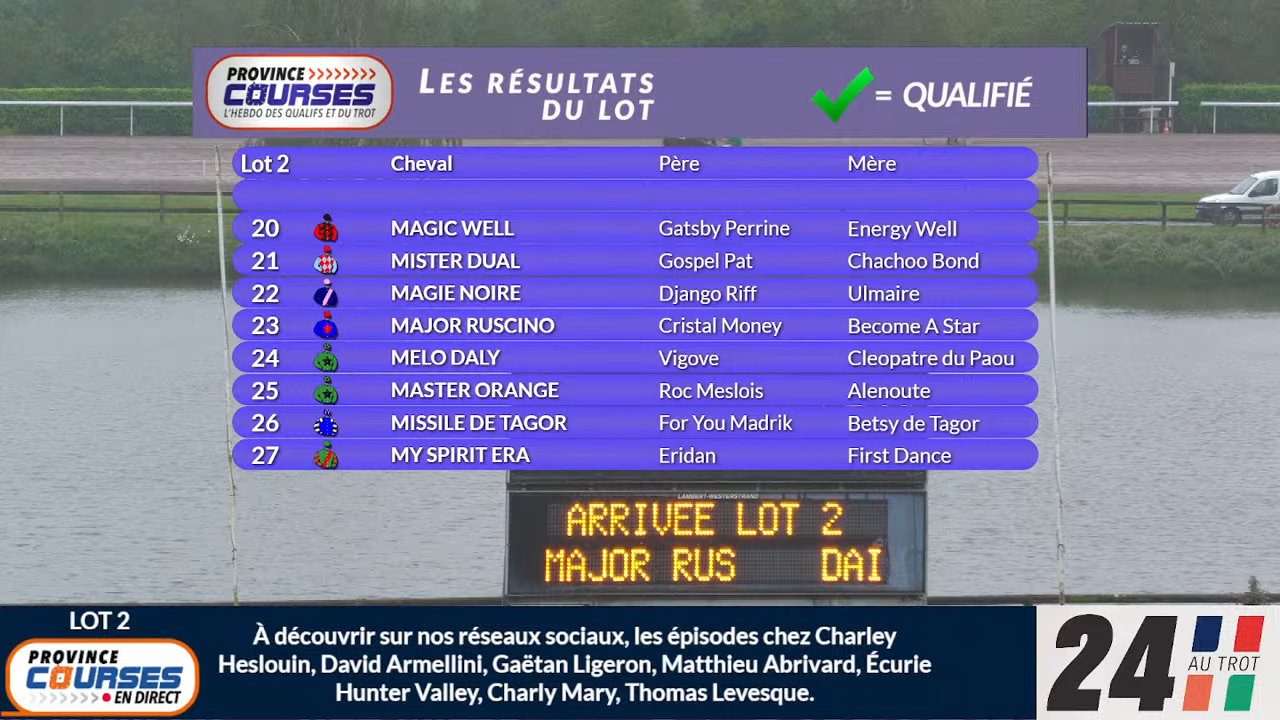 PROVINCE >>>>>>>>
COURSES
L'HEBDO DES QUALIFS ET DU TROT
LES RÉSULTATS
DU LOT
= QUALIFIÉ
Lot 2 Cheval Père Mère
20 MAGIC WELL Gatsby Perrine Energy Well
21 MISTER DUAL Gospel Pat Chachoo Bond
22 MAGIE NOIRE Django Riff Ulmaire
23 MAJOR RUSCINO Cristal Money Become A Star
24 MELO DALY Vigove Cleopatre du Paou
25 MASTER ORANGE Roc Meslois Alenoute
26 MISSILE DE TAGOR For You Madrik Betsy de Tagor
27 MY SPIRIT ERA Eridan First Dance
LAMBERT-WESTERSTRAND
ARRIVEE LOT 2
MAJOR RUS DAI
LOT 2
PROVINCE
COURSES
>>>>>> EN DIRECT
À découvrir sur nos réseaux sociaux, les épisodes chez Charley
Heslouin, David Armellini, Gaëtan Ligeron, Matthieu Abrivard, Écurie
Hunter Valley, Charly Mary, Thomas Levesque.
24
AU TROT